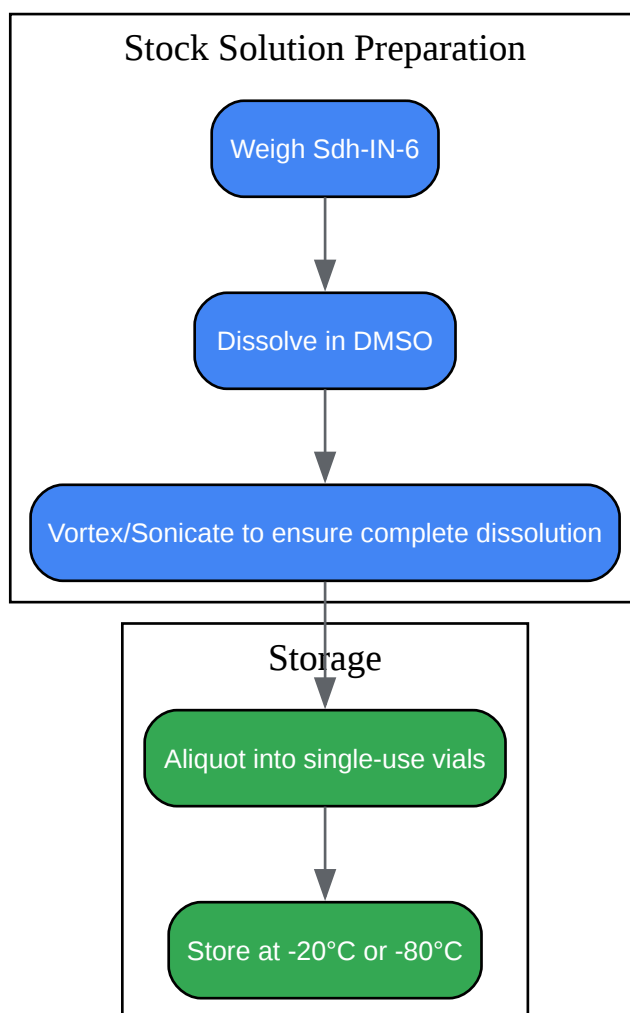 Stock Solution Preparation
Weigh Sdh-IN-6
Dissolve in DMSO
Vortex/Sonicate to ensure complete dissolution
Storage
Aliquot into single-use vials
Store at -20°C or -80°C